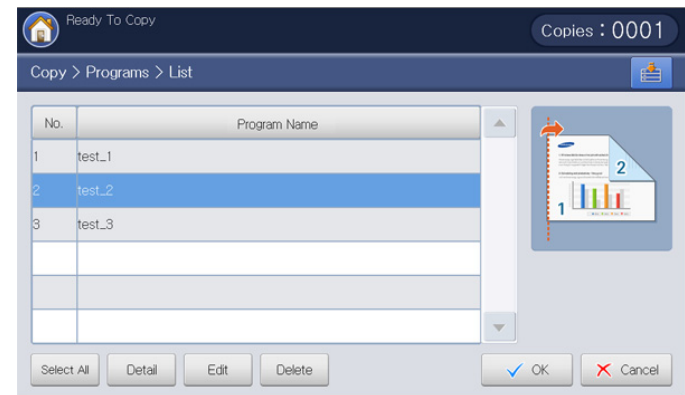 Ready To Copy
Copies : 0001
Copy > Programs > List
No. Program Name
1 test_1
2 test_2
3 test_3
2
1
Select All Detail Edit Delete OK Cancel